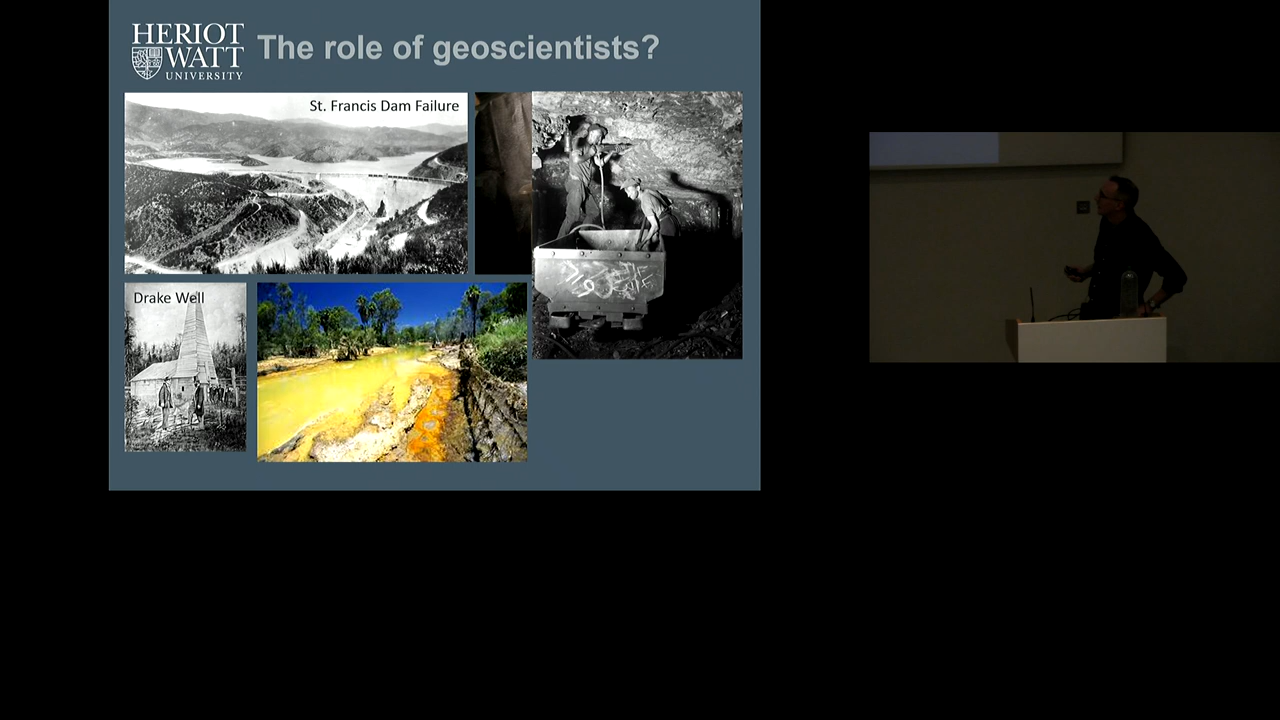 HERIOT
WATT
UNIVERSITY
The role of geoscientists?
St. Francis Dam Failure
Drake Well